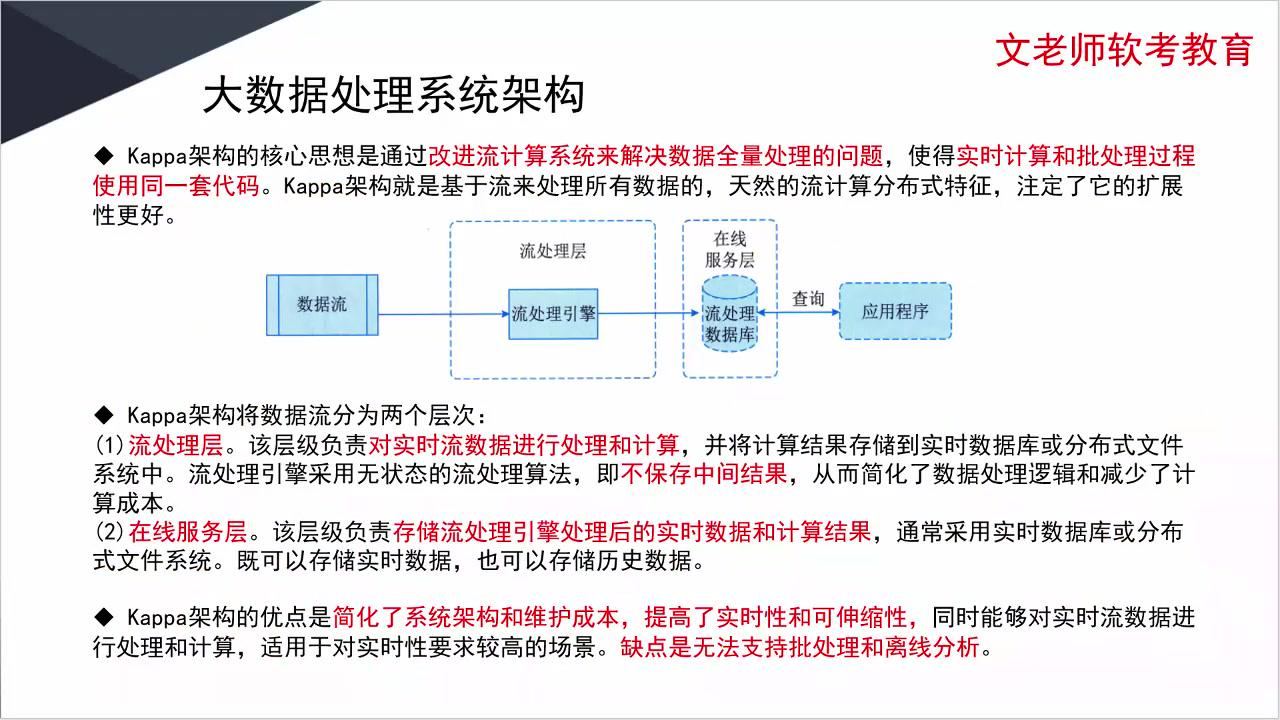 文老师软考教育
大数据处理系统架构
◆ Kappa架构的核心思想是通过改进流计算系统来解决数据全量处理的问题，使得实时计算和批处理过程
使用同一套代码。Kappa架构就是基于流来处理所有数据的，天然的流计算分布式特征，注定了它的扩展
性更好。
流处理层
在线
服务层
数据流
流处理引擎
流处理
数据库
查询
应用程序
◆ Kappa架构将数据流分为两个层次：
(1)流处理层。该层级负责对实时流数据进行处理和计算，并将计算结果存储到实时数据库或分布式文件
系统中。流处理引擎采用无状态的流处理算法，即不保存中间结果，从而简化了数据处理逻辑和减少了计
算成本。
(2)在线服务层。该层级负责存储流处理引擎处理后的实时数据和计算结果，通常采用实时数据库或分布
式文件系统。既可以存储实时数据，也可以存储历史数据。
◆ Kappa架构的优点是简化了系统架构和维护成本，提高了实时性和可伸缩性，同时能够对实时流数据进
行处理和计算，适用于对实时性要求较高的场景。缺点是无法支持批处理和离线分析。